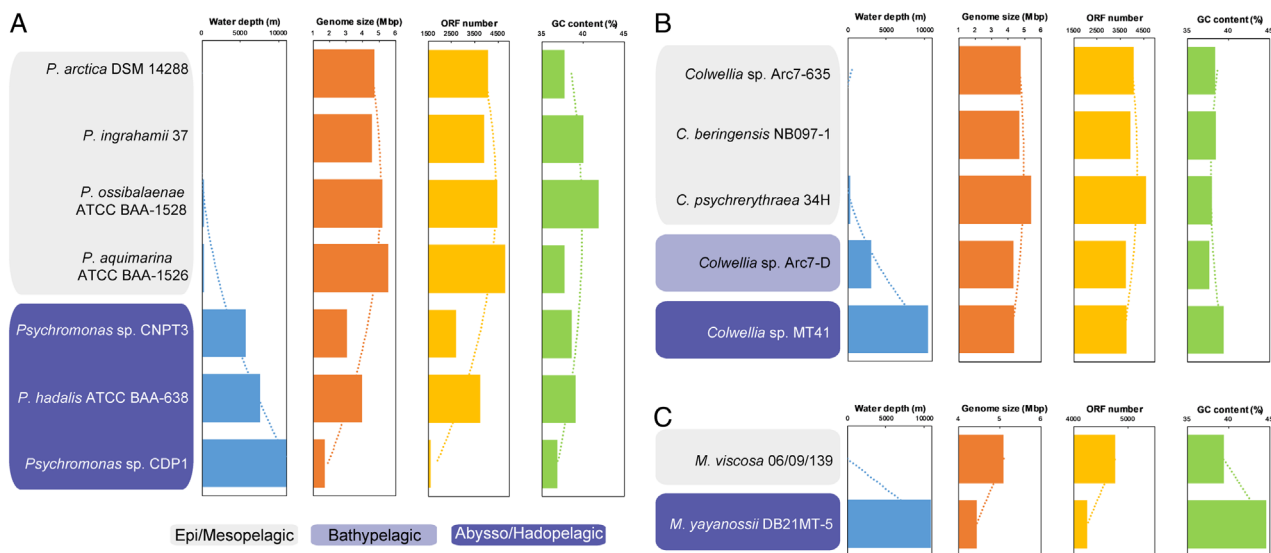 A
Water depth (m)
0 5000 10000
Genome size (Mbp)
1 2 3 4 5 6
ORF number
1500 2500 3500 4500
GC content (%)
35 40 45
P. arctica DSM 14288
P. ingrahamii 37
P. ossibalaenae
ATCC BAA-1528
P. aquimarina
ATCC BAA-1526
Psychromonas sp. CNPT3
P. hadalis ATCC BAA-638
Psychromonas sp. CDP1
Epi/Mesopelagic
Bathypelagic
Abysso/Hadopelagic
B
Water depth (m)
0 5000 10000
Genome size (Mbp)
1 2 3 4 5 6
ORF number
1500 2500 3500 4500
GC content (%)
35 40 45
Colwellia sp. Arc7-635
C. beringensis NB097-1
C. psychrerythraea 34H
Colwellia sp. Arc7-D
Colwellia sp. MT41
C
Water depth (m)
0 5000 10000
Genome size (Mbp)
4 5 6
ORF number
4000 5000
GC content (%)
35 40 45
M. viscosa 06/09/139
M. yayanossii DB21MT-5